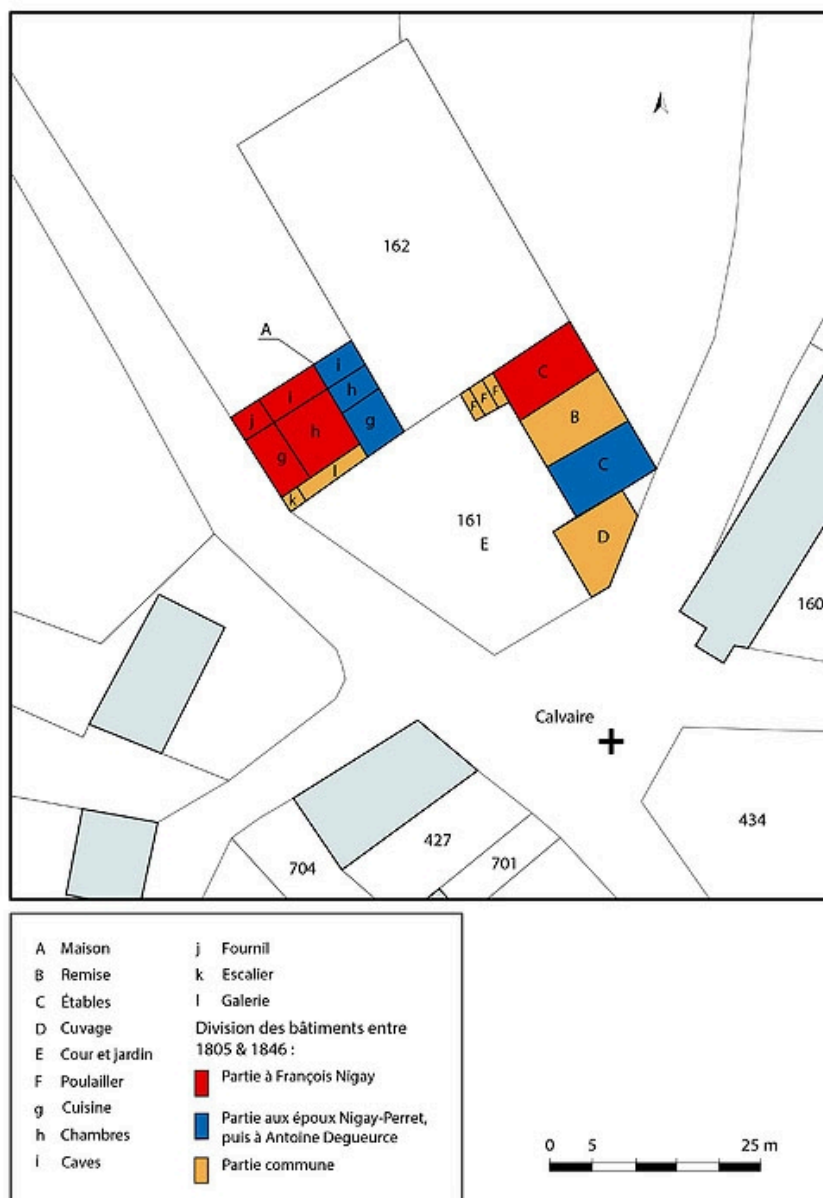 162
A
i
h
g
j
i
h
g
l
k
F F F
C
B
C
D
161
E
160
Calvaire
434
427
704
701
A Maison
B Remise
C Étables
D Cuvage
E Cour et jardin
F Poulailler
g Cuisine
h Chambres
i Caves
j Fournil
k Escalier
l Galerie
Division des bâtiments entre
1805 & 1846 :
Partie à François Nigay
Partie aux époux Nigay-Perret,
puis à Antoine Degueurce
Partie commune
0 5 25 m